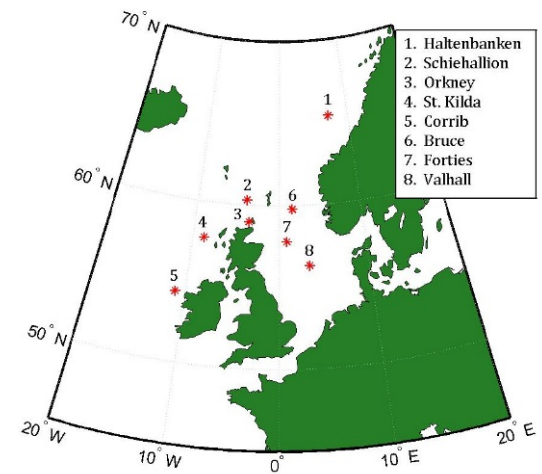 70°N
1. Haltenbanken
2. Schiehallion
3. Orkney
4. St. Kilda
5. Corrib
6. Bruce
7. Forties
8. Valhall
1
60°N
2
6
3
4
7
8
5
50°N
20°W
10°W
0°
10°E
20°E